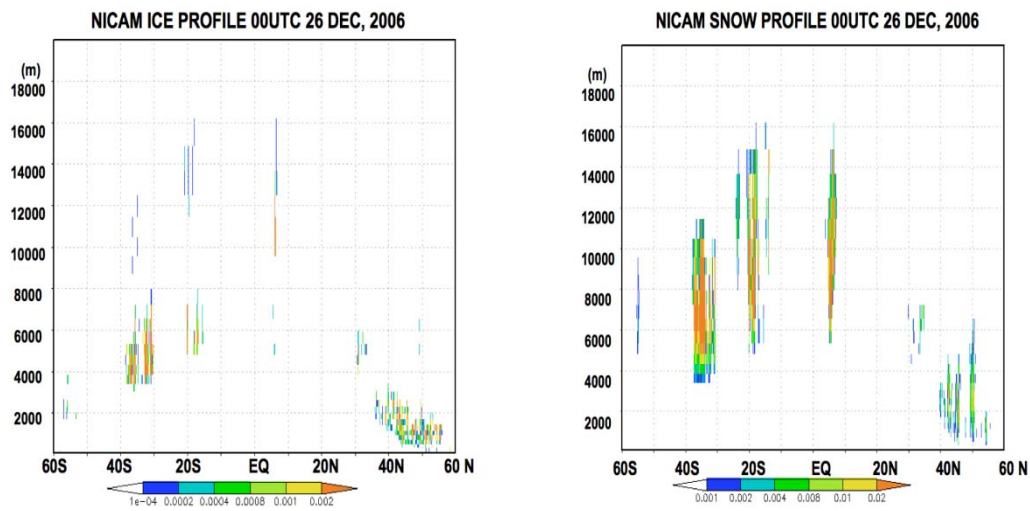 NICAM ICE PROFILE 00UTC 26 DEC, 2006
(m)
18000
16000
14000
12000
10000
8000
6000
4000
2000
60S 40S 20S EQ 20N 40N 60 N
1e-04 0.0002 0.0004 0.0008 0.001 0.002
NICAM SNOW PROFILE 00UTC 26 DEC, 2006
(m)
18000
16000
14000
12000
10000
8000
6000
4000
2000
60S 40S 20S EQ 20N 40N 60 N
0.001 0.002 0.004 0.008 0.01 0.02